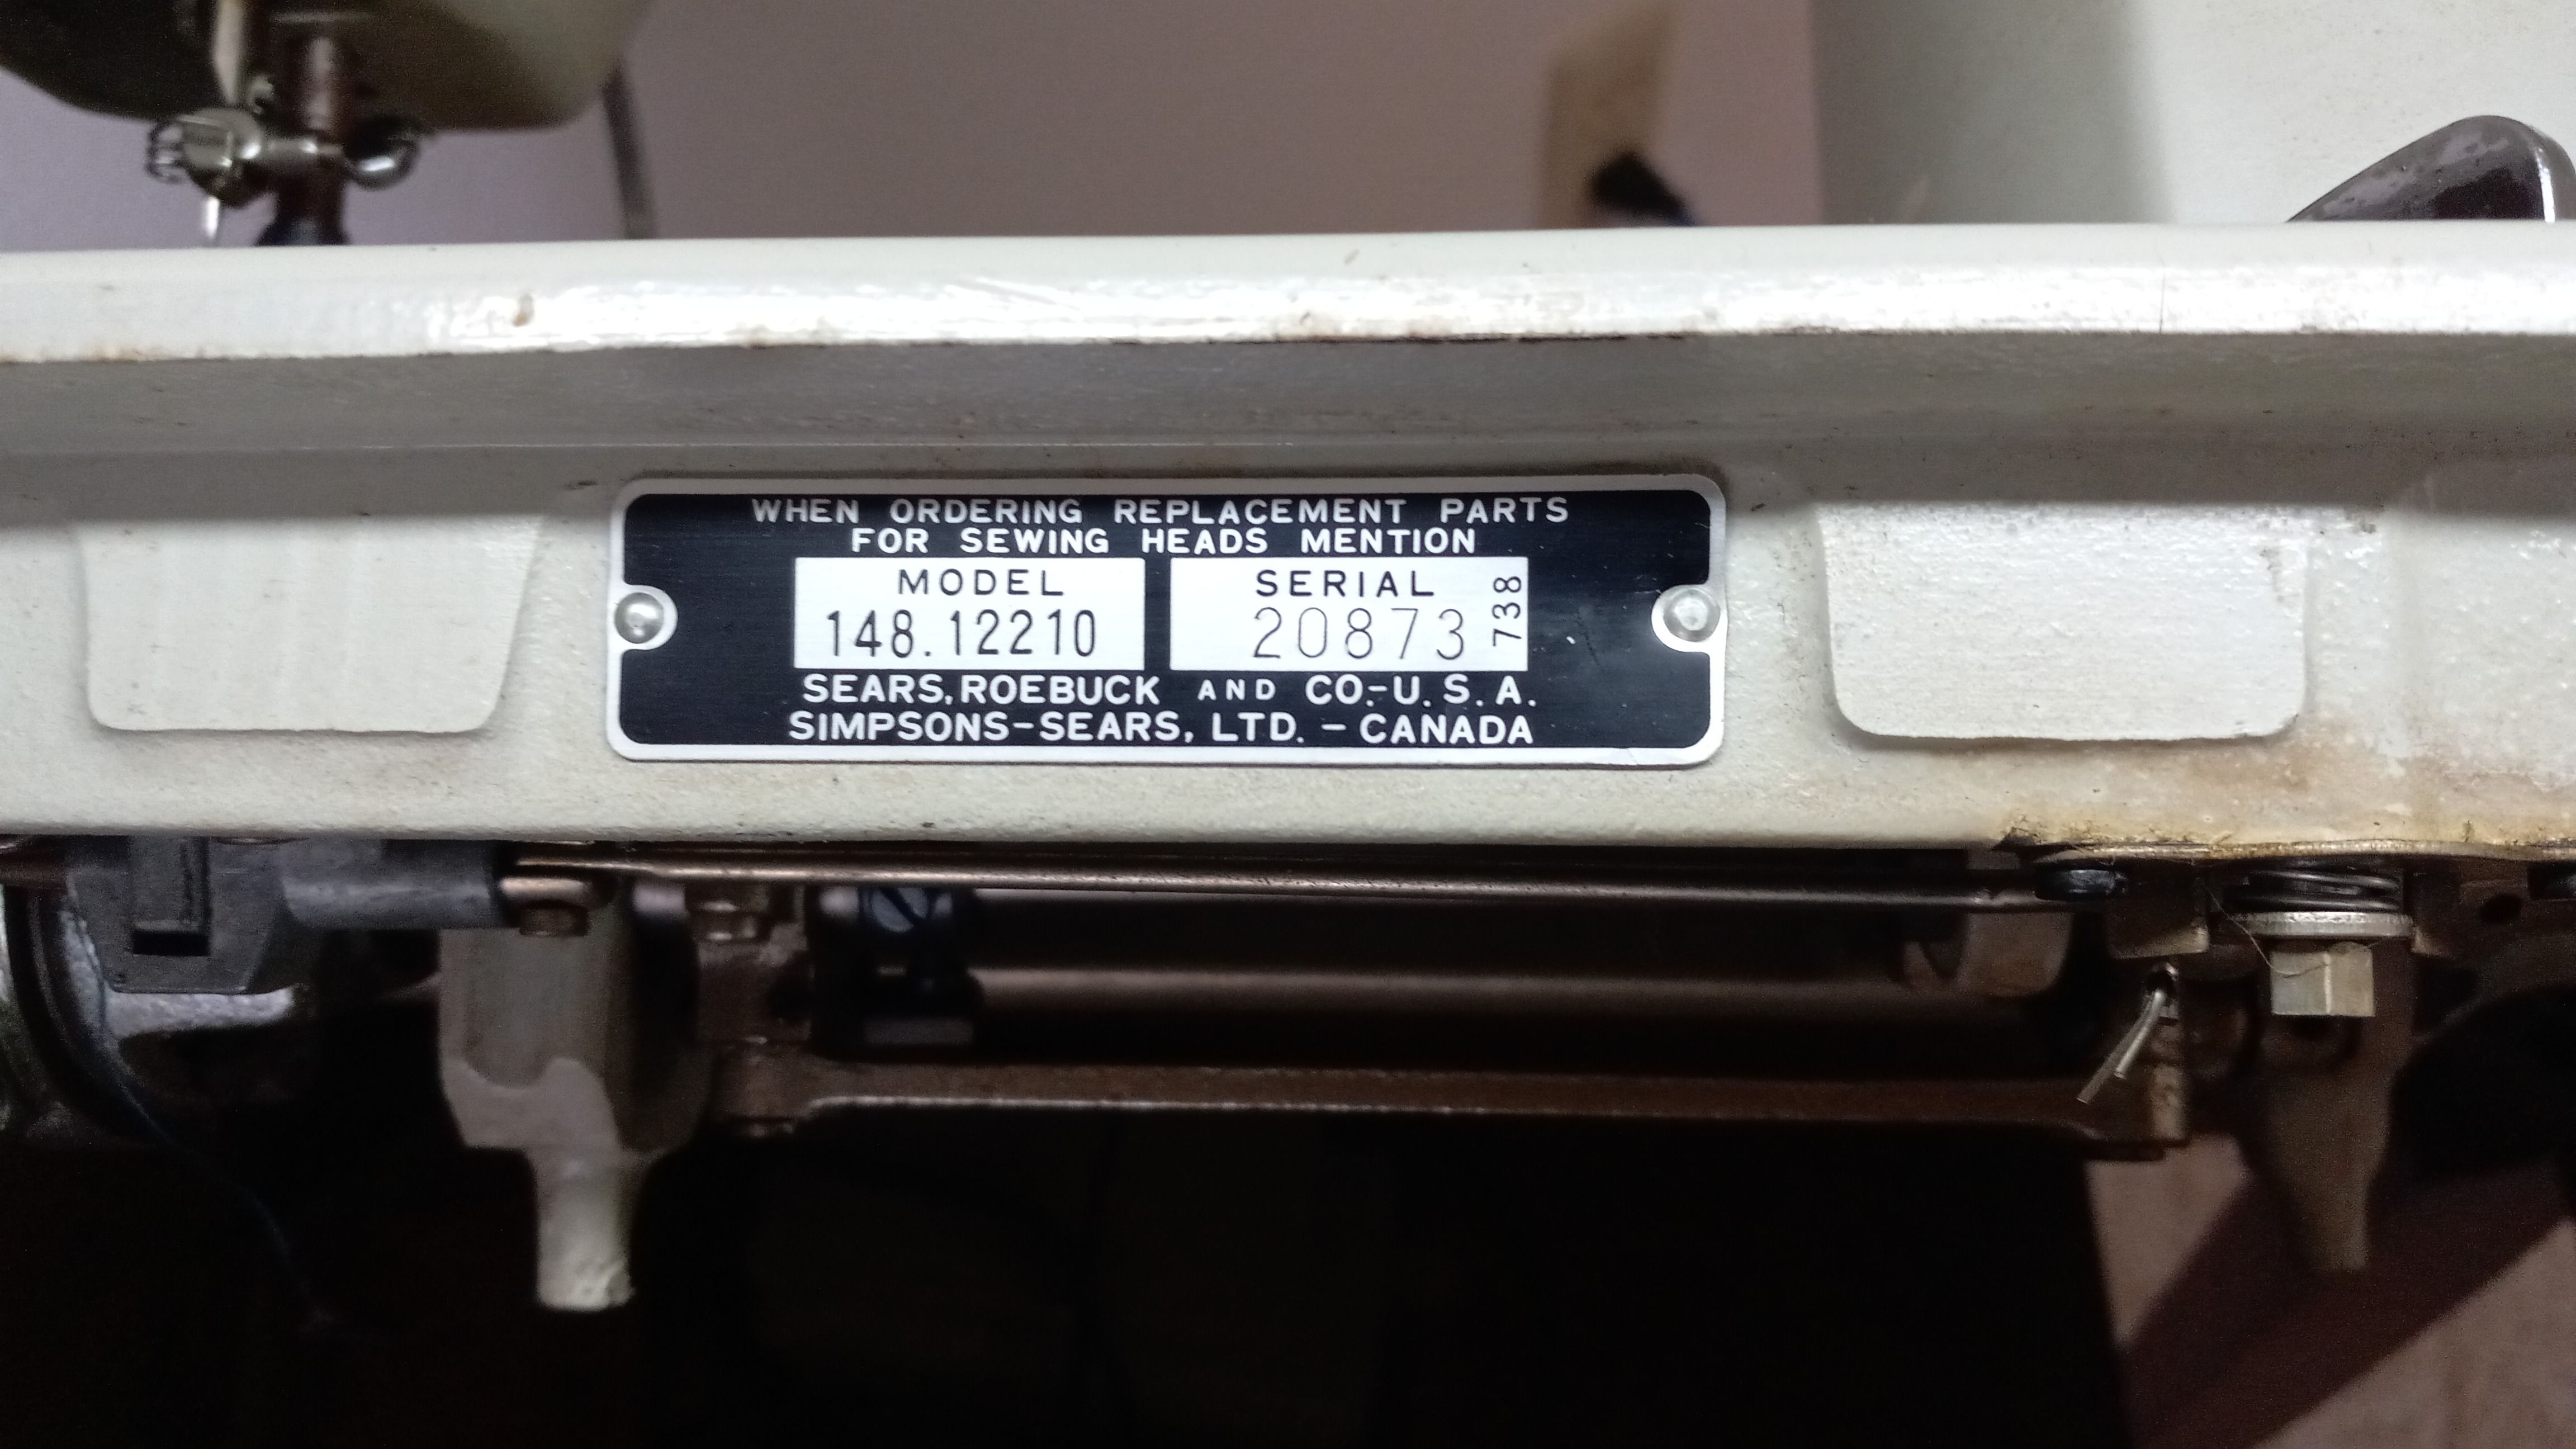 WHEN ORDERING REPLACEMENT PARTS
FOR SEWING HEADS MENTION
MODEL
148.12210
SERIAL
20873
738
SEARS, ROEBUCK AND CO.-U.S.A.
SIMPSONS-SEARS, LTD. - CANADA